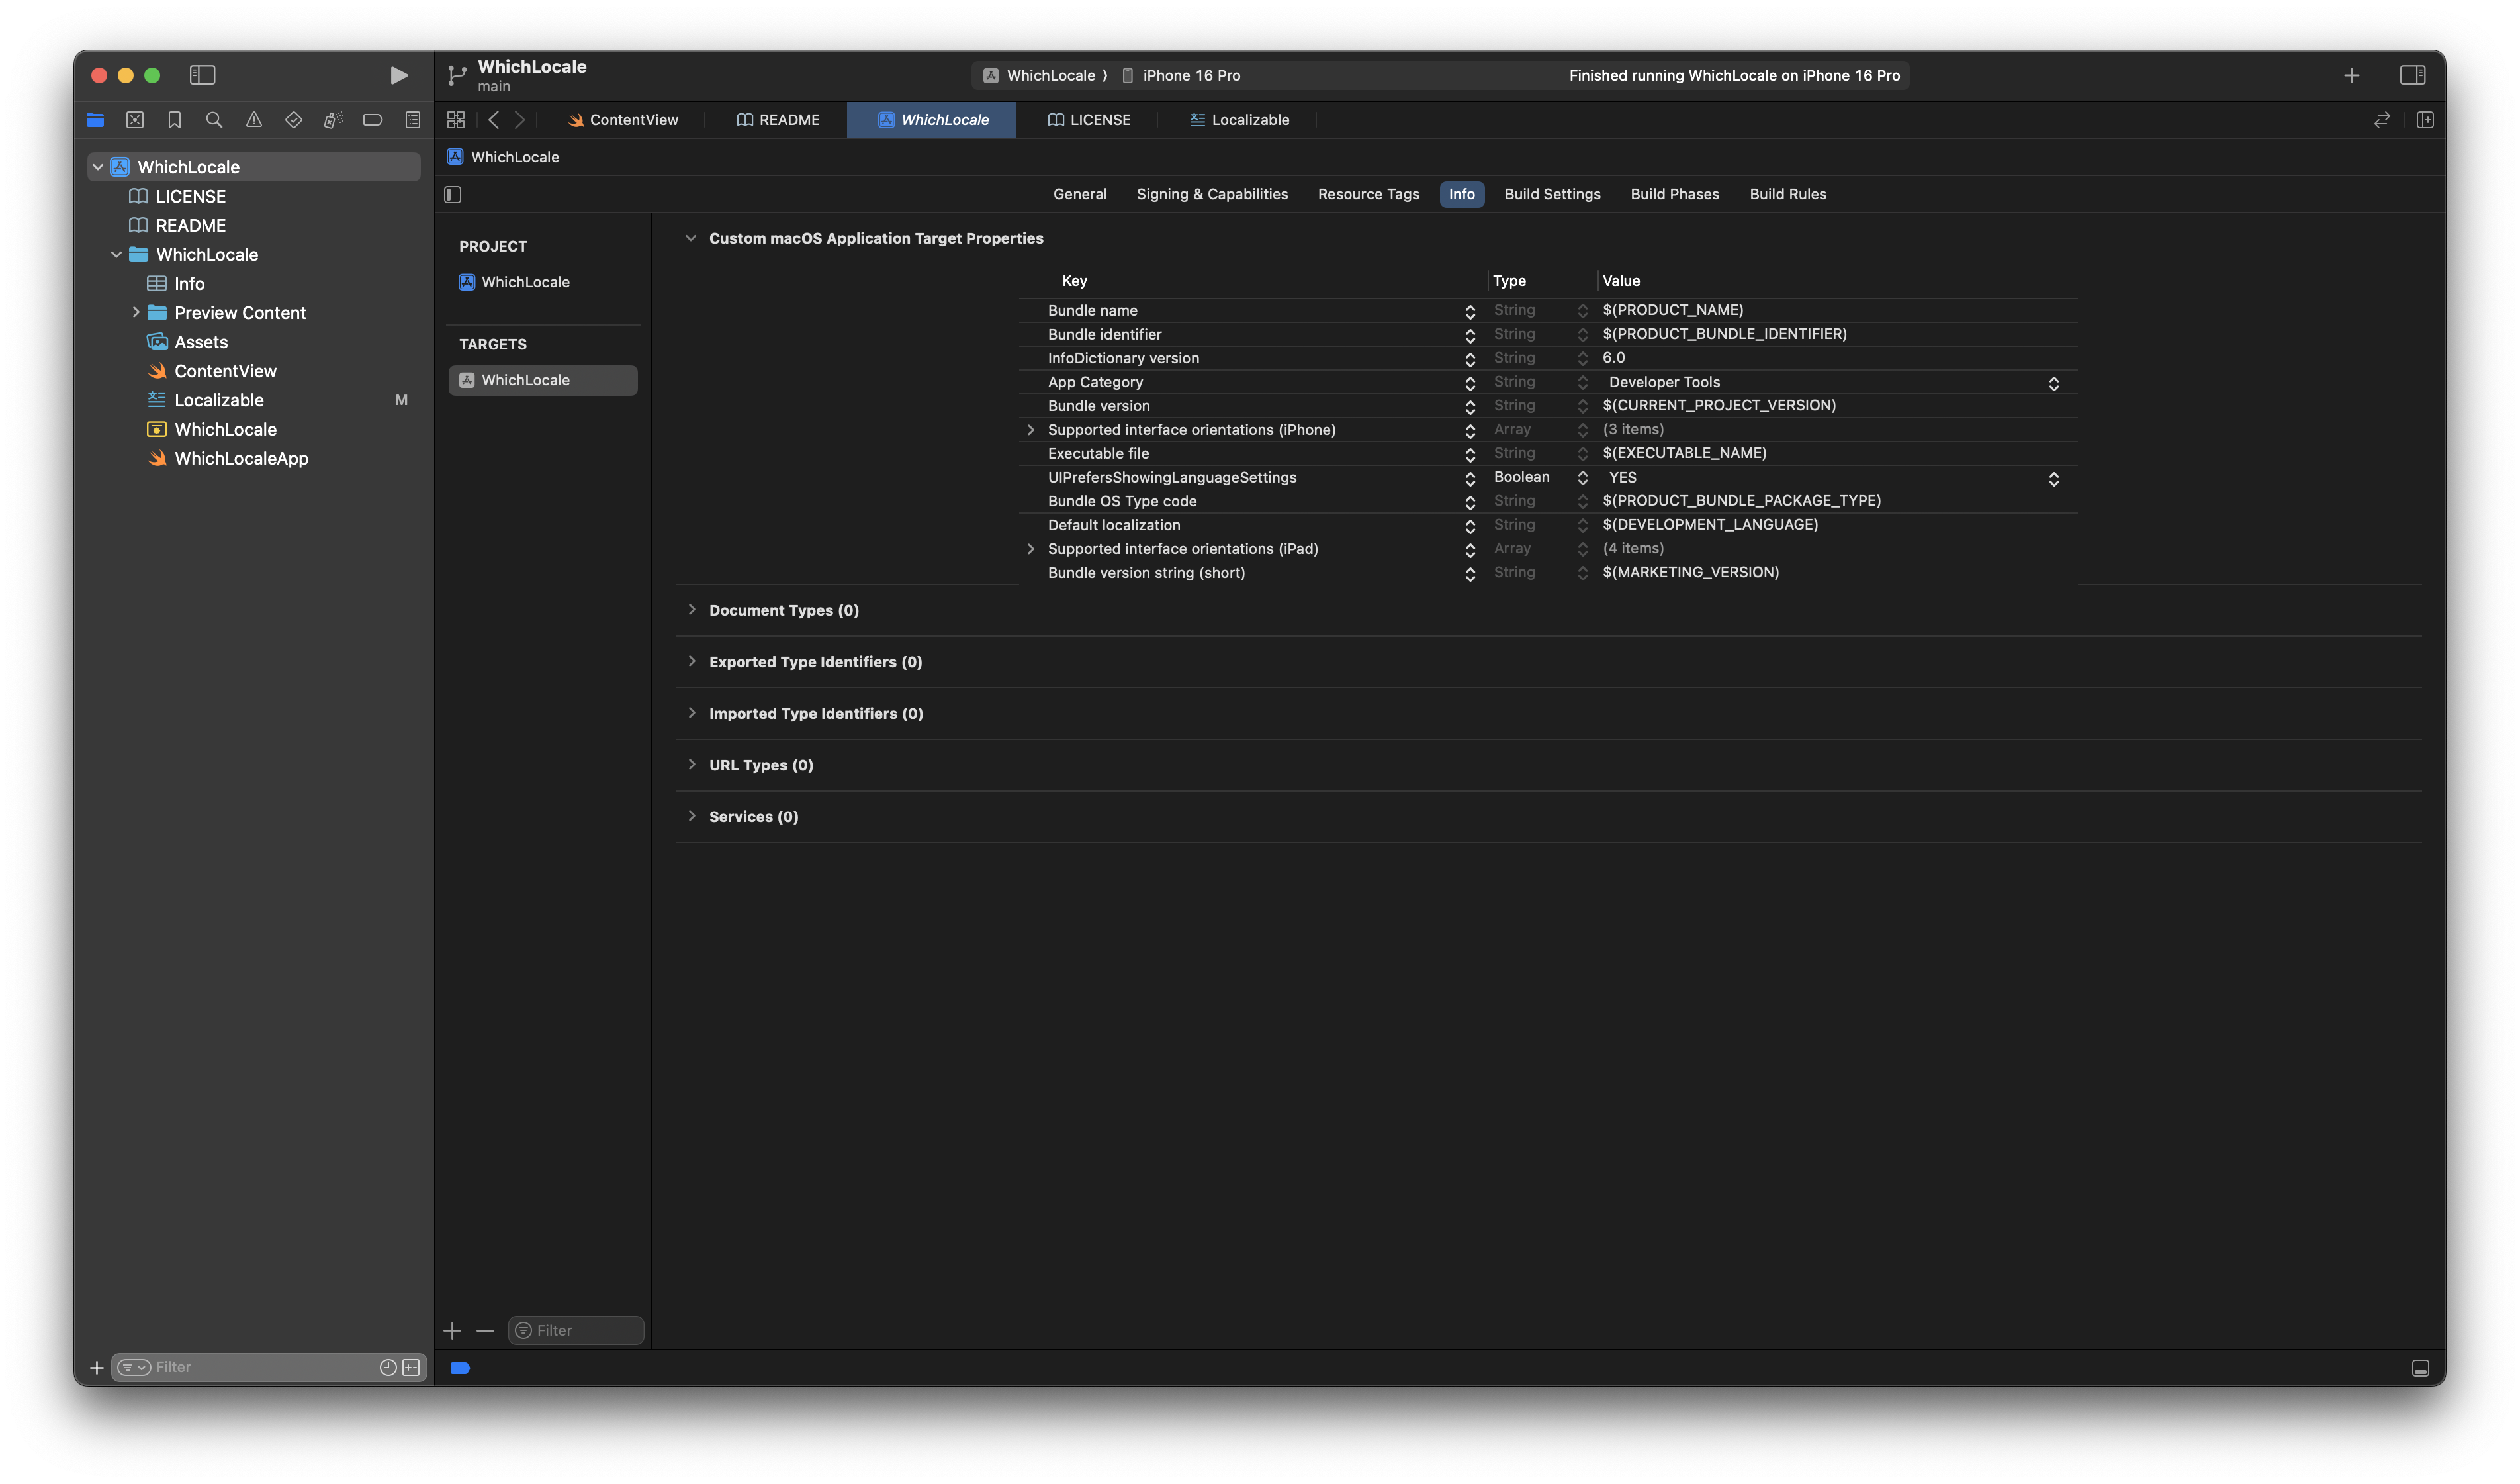 WhichLocale
main
WhichLocale ⟩ iPhone 16 Pro
Finished running WhichLocale on iPhone 16 Pro
ContentView
README
WhichLocale
LICENSE
Localizable
WhichLocale
LICENSE
README
WhichLocale
Info
Preview Content
Assets
ContentView
Localizable M
WhichLocale
WhichLocaleApp
Filter
WhichLocale
General Signing & Capabilities Resource Tags Info Build Settings Build Phases Build Rules
PROJECT
WhichLocale
TARGETS
WhichLocale
Filter
Custom macOS Application Target Properties
Key Type Value
Bundle name String $(PRODUCT_NAME)
Bundle identifier String $(PRODUCT_BUNDLE_IDENTIFIER)
InfoDictionary version String 6.0
App Category String Developer Tools
Bundle version String $(CURRENT_PROJECT_VERSION)
Supported interface orientations (iPhone) Array (3 items)
Executable file String $(EXECUTABLE_NAME)
UIPrefersShowingLanguageSettings Boolean YES
Bundle OS Type code String $(PRODUCT_BUNDLE_PACKAGE_TYPE)
Default localization String $(DEVELOPMENT_LANGUAGE)
Supported interface orientations (iPad) Array (4 items)
Bundle version string (short) String $(MARKETING_VERSION)
Document Types (0)
Exported Type Identifiers (0)
Imported Type Identifiers (0)
URL Types (0)
Services (0)